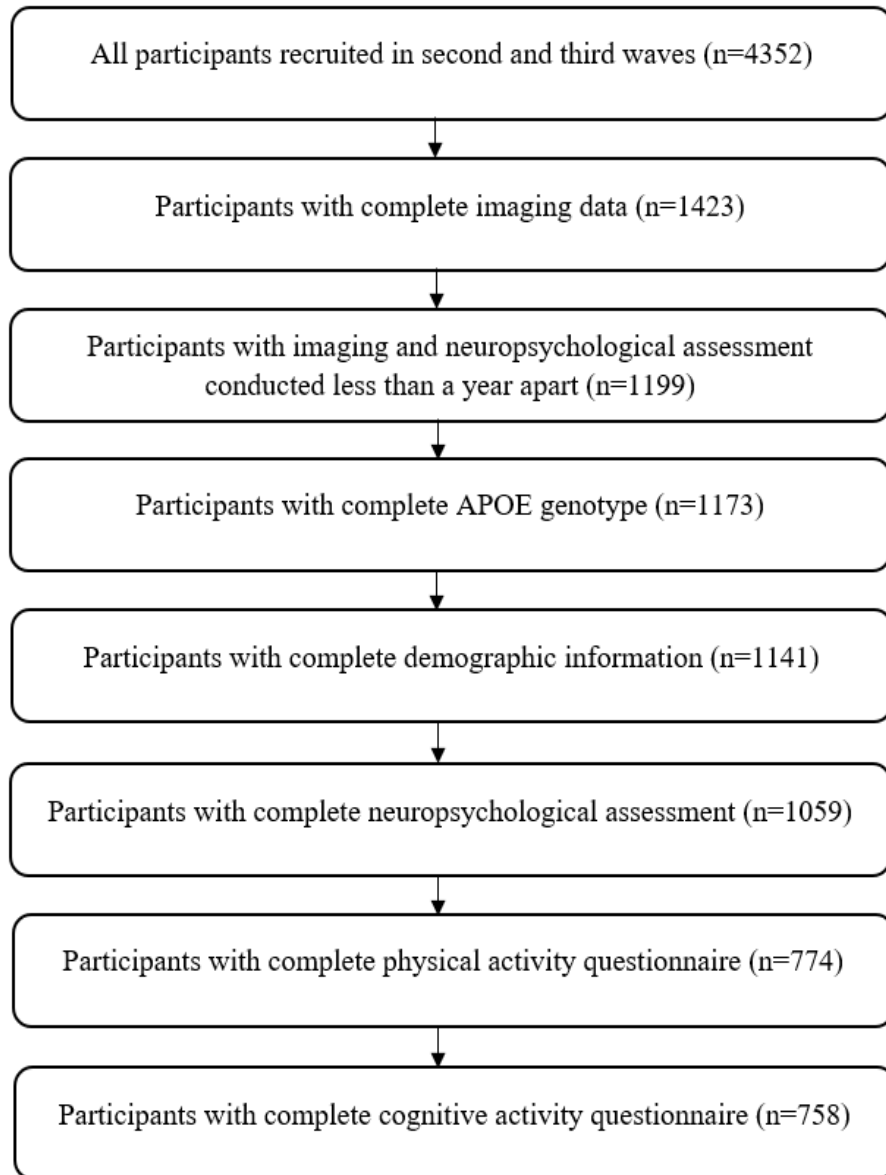 All participants recruited in second and third waves (n=4352)
Participants with complete imaging data (n=1423)
Participants with imaging and neuropsychological assessment
conducted less than a year apart (n=1199)
Participants with complete APOE genotype (n=1173)
Participants with complete demographic information (n=1141)
Participants with complete neuropsychological assessment (n=1059)
Participants with complete physical activity questionnaire (n=774)
Participants with complete cognitive activity questionnaire (n=758)